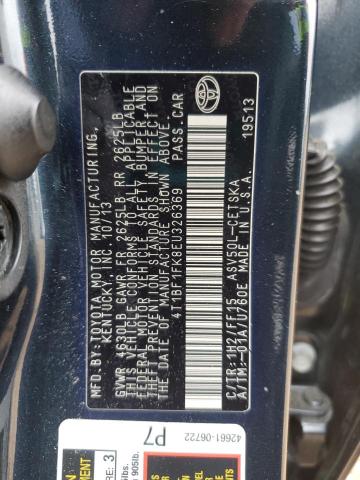 MFD.BY:TOYOTA MOTOR MANUFACTURING,
KENTUCKY, INC. 10/13
GVWR 4630LB GAWR FR 2625LB RR 2625LB
THIS VEHICLE CONFORMS TO ALL APPLICABLE
FEDERAL MOTOR VEHICLE SAFETY, BUMPER, AND
THEFT PREVENTION STANDARDS IN EFFECT ON
THE DATE OF MANUFACTURE SHOWN ABOVE.
4T1BF1FK8EU326369 PASS.CAR
C/TR:1H2/FF15 ASV50L-CETSKA
A/TM:-01A/U760E MADE IN U.S.A.
19513
42661-06722
P7
3
905lbs.